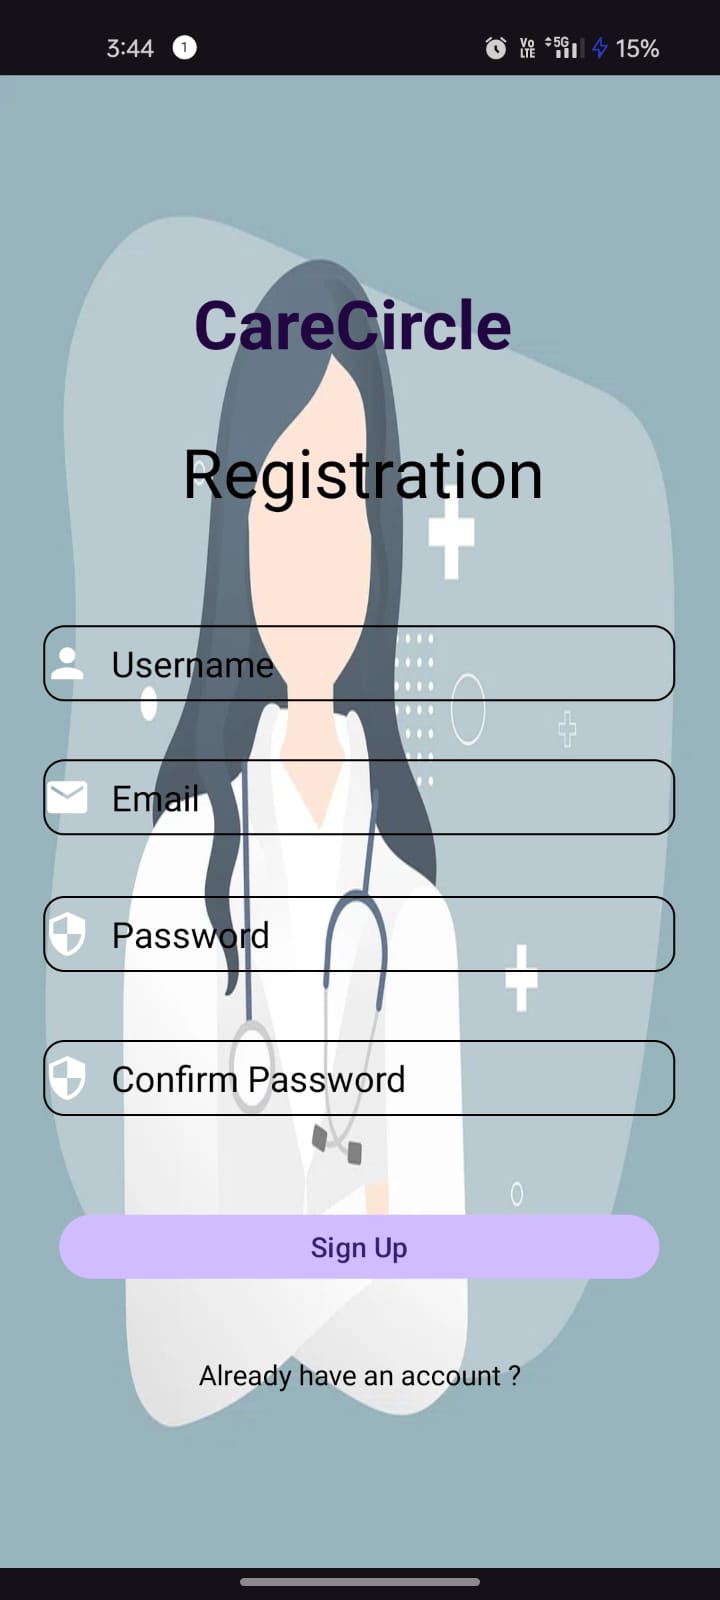 3:44 1 Vo LTE 5G 15%
CareCircle
Registration
Username
Email
Password
Confirm Password
Sign Up
Already have an account ?